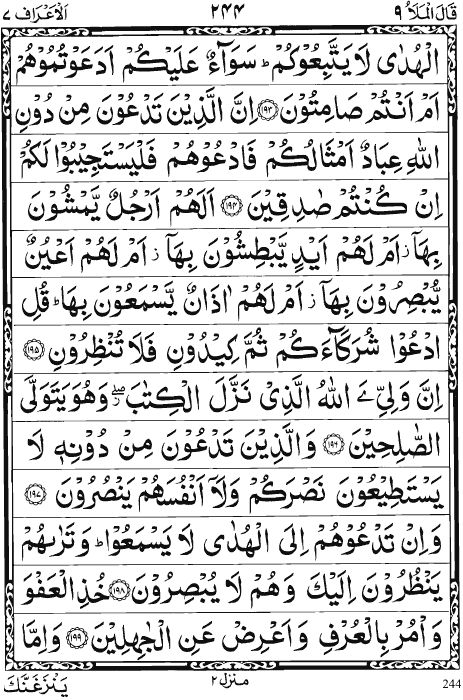 قَالَ الْمَلَاُ ٩ ٢٤٤ اَلْاَعْرَاف ٧
الْهُدٰى لَا يَتَّبِعُوْكُمْ ؕ سَوَآءٌ عَلَيْكُمْ اَدَعَوْتُمُوْهُمْ
اَمْ اَنْتُمْ صَامِتُوْنَ ﴿١٩٣﴾ اِنَّ الَّذِيْنَ تَدْعُوْنَ مِنْ دُوْنِ
اللّٰهِ عِبَادٌ اَمْثَالُكُمْ فَادْعُوْهُمْ فَلْيَسْتَجِيْبُوْا لَكُمْ
اِنْ كُنْتُمْ صٰدِقِيْنَ ﴿١٩٤﴾ اَلَهُمْ اَرْجُلٌ يَّمْشُوْنَ
بِهَاۤ ؗ اَمْ لَهُمْ اَيْدٍ يَّبْطِشُوْنَ بِهَاۤ ؗ اَمْ لَهُمْ اَعْيُنٌ
يُّبْصِرُوْنَ بِهَاۤ ؗ اَمْ لَهُمْ اٰذَانٌ يَّسْمَعُوْنَ بِهَا ؕ قُلِ
ادْعُوْا شُرَكَآءَكُمْ ثُمَّ كِيْدُوْنِ فَلَا تُنْظِرُوْنِ ﴿١٩٥﴾
اِنَّ وَلِیِّ َۧ اللّٰهُ الَّذِىْ نَزَّلَ الْكِتٰبَ ۖ وَهُوَ يَتَوَلَّى
الصّٰلِحِيْنَ ﴿١٩٦﴾ وَالَّذِيْنَ تَدْعُوْنَ مِنْ دُوْنِهٖ لَا
يَسْتَطِيْعُوْنَ نَصْرَكُمْ وَلَاۤ اَنْفُسَهُمْ يَنْصُرُوْنَ ﴿١٩٧﴾
وَاِنْ تَدْعُوْهُمْ اِلَى الْهُدٰى لَا يَسْمَعُوْا ؕ وَتَرٰىهُمْ
يَنْظُرُوْنَ اِلَيْكَ وَهُمْ لَا يُبْصِرُوْنَ ﴿١٩٨﴾ خُذِ الْعَفْوَ
وَاْمُرْ بِالْعُرْفِ وَاَعْرِضْ عَنِ الْجٰهِلِيْنَ ﴿١٩٩﴾ وَاِمَّا
244 منزل ٢ يَنْزَغَنَّكَ